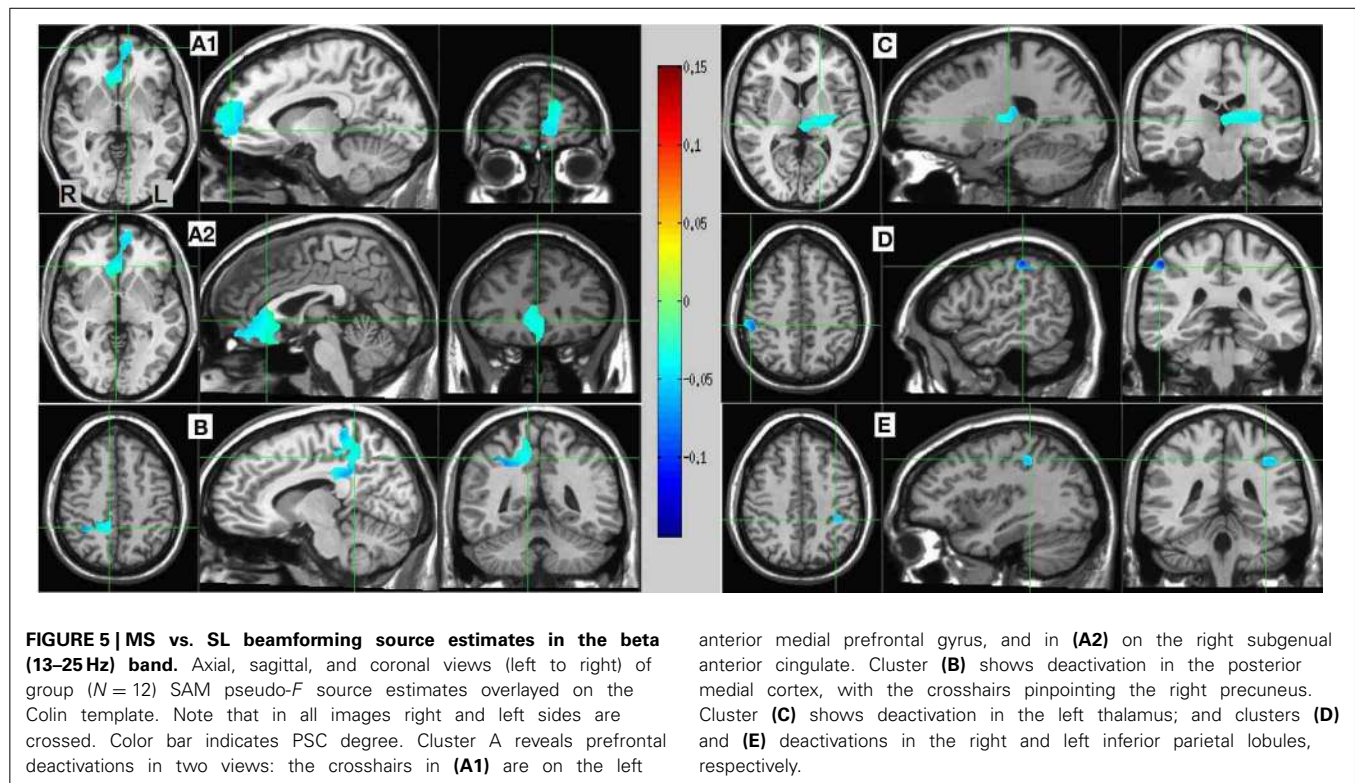 A1
R
L
A2
B
0.15
0.1
0.05
0
-0.05
-0.1
C
D
E
FIGURE 5 | MS vs. SL beamforming source estimates in the beta
(13–25 Hz) band. Axial, sagittal, and coronal views (left to right) of
group (N = 12) SAM pseudo-F source estimates overlayed on the
Colin template. Note that in all images right and left sides are
crossed. Color bar indicates PSC degree. Cluster A reveals prefrontal
deactivations in two views: the crosshairs in (A1) are on the left
anterior medial prefrontal gyrus, and in (A2) on the right subgenual
anterior cingulate. Cluster (B) shows deactivation in the posterior
medial cortex, with the crosshairs pinpointing the right precuneus.
Cluster (C) shows deactivation in the left thalamus; and clusters (D)
and (E) deactivations in the right and left inferior parietal lobules,
respectively.